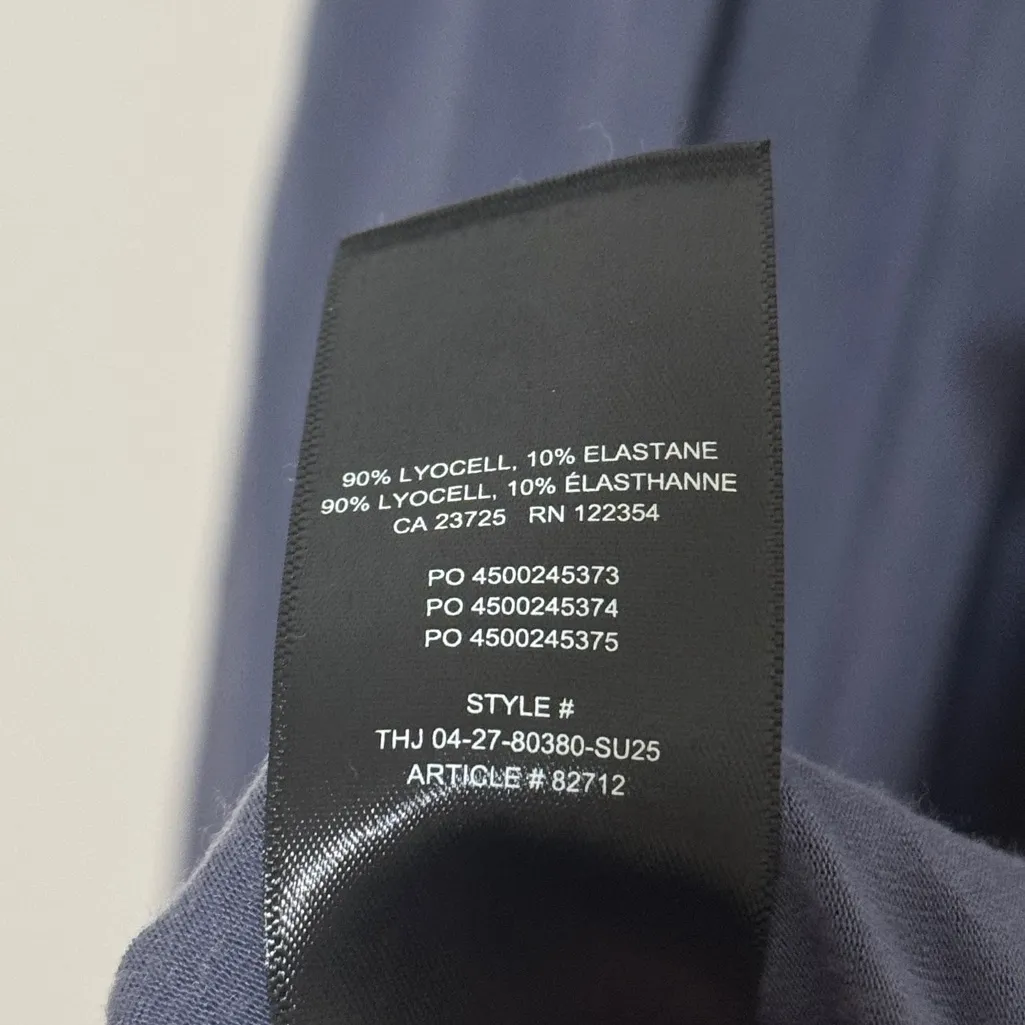 90% LYOCELL, 10% ELASTANE
90% LYOCELL, 10% ÉLASTHANNE
CA 23725 RN 122354
PO 4500245373
PO 4500245374
PO 4500245375
STYLE #
THJ 04-27-80380-SU25
ARTICLE # 82712